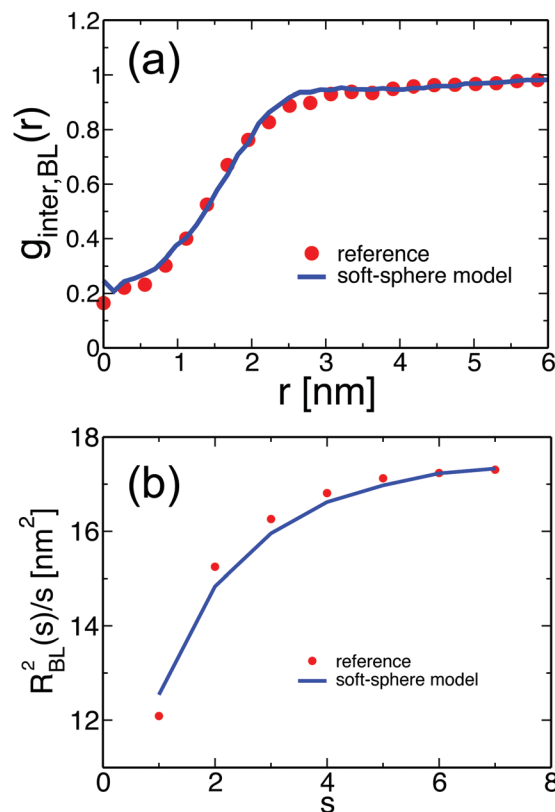 (a)
g_inter,BL(r)
1.2
1
0.8
0.6
0.4
0.2
0
reference
soft-sphere model
0 1 2 3 4 5 6
r [nm]
(b)
R²_BL(s)/s [nm²]
18
16
14
12
reference
soft-sphere model
0 2 4 6 8
s